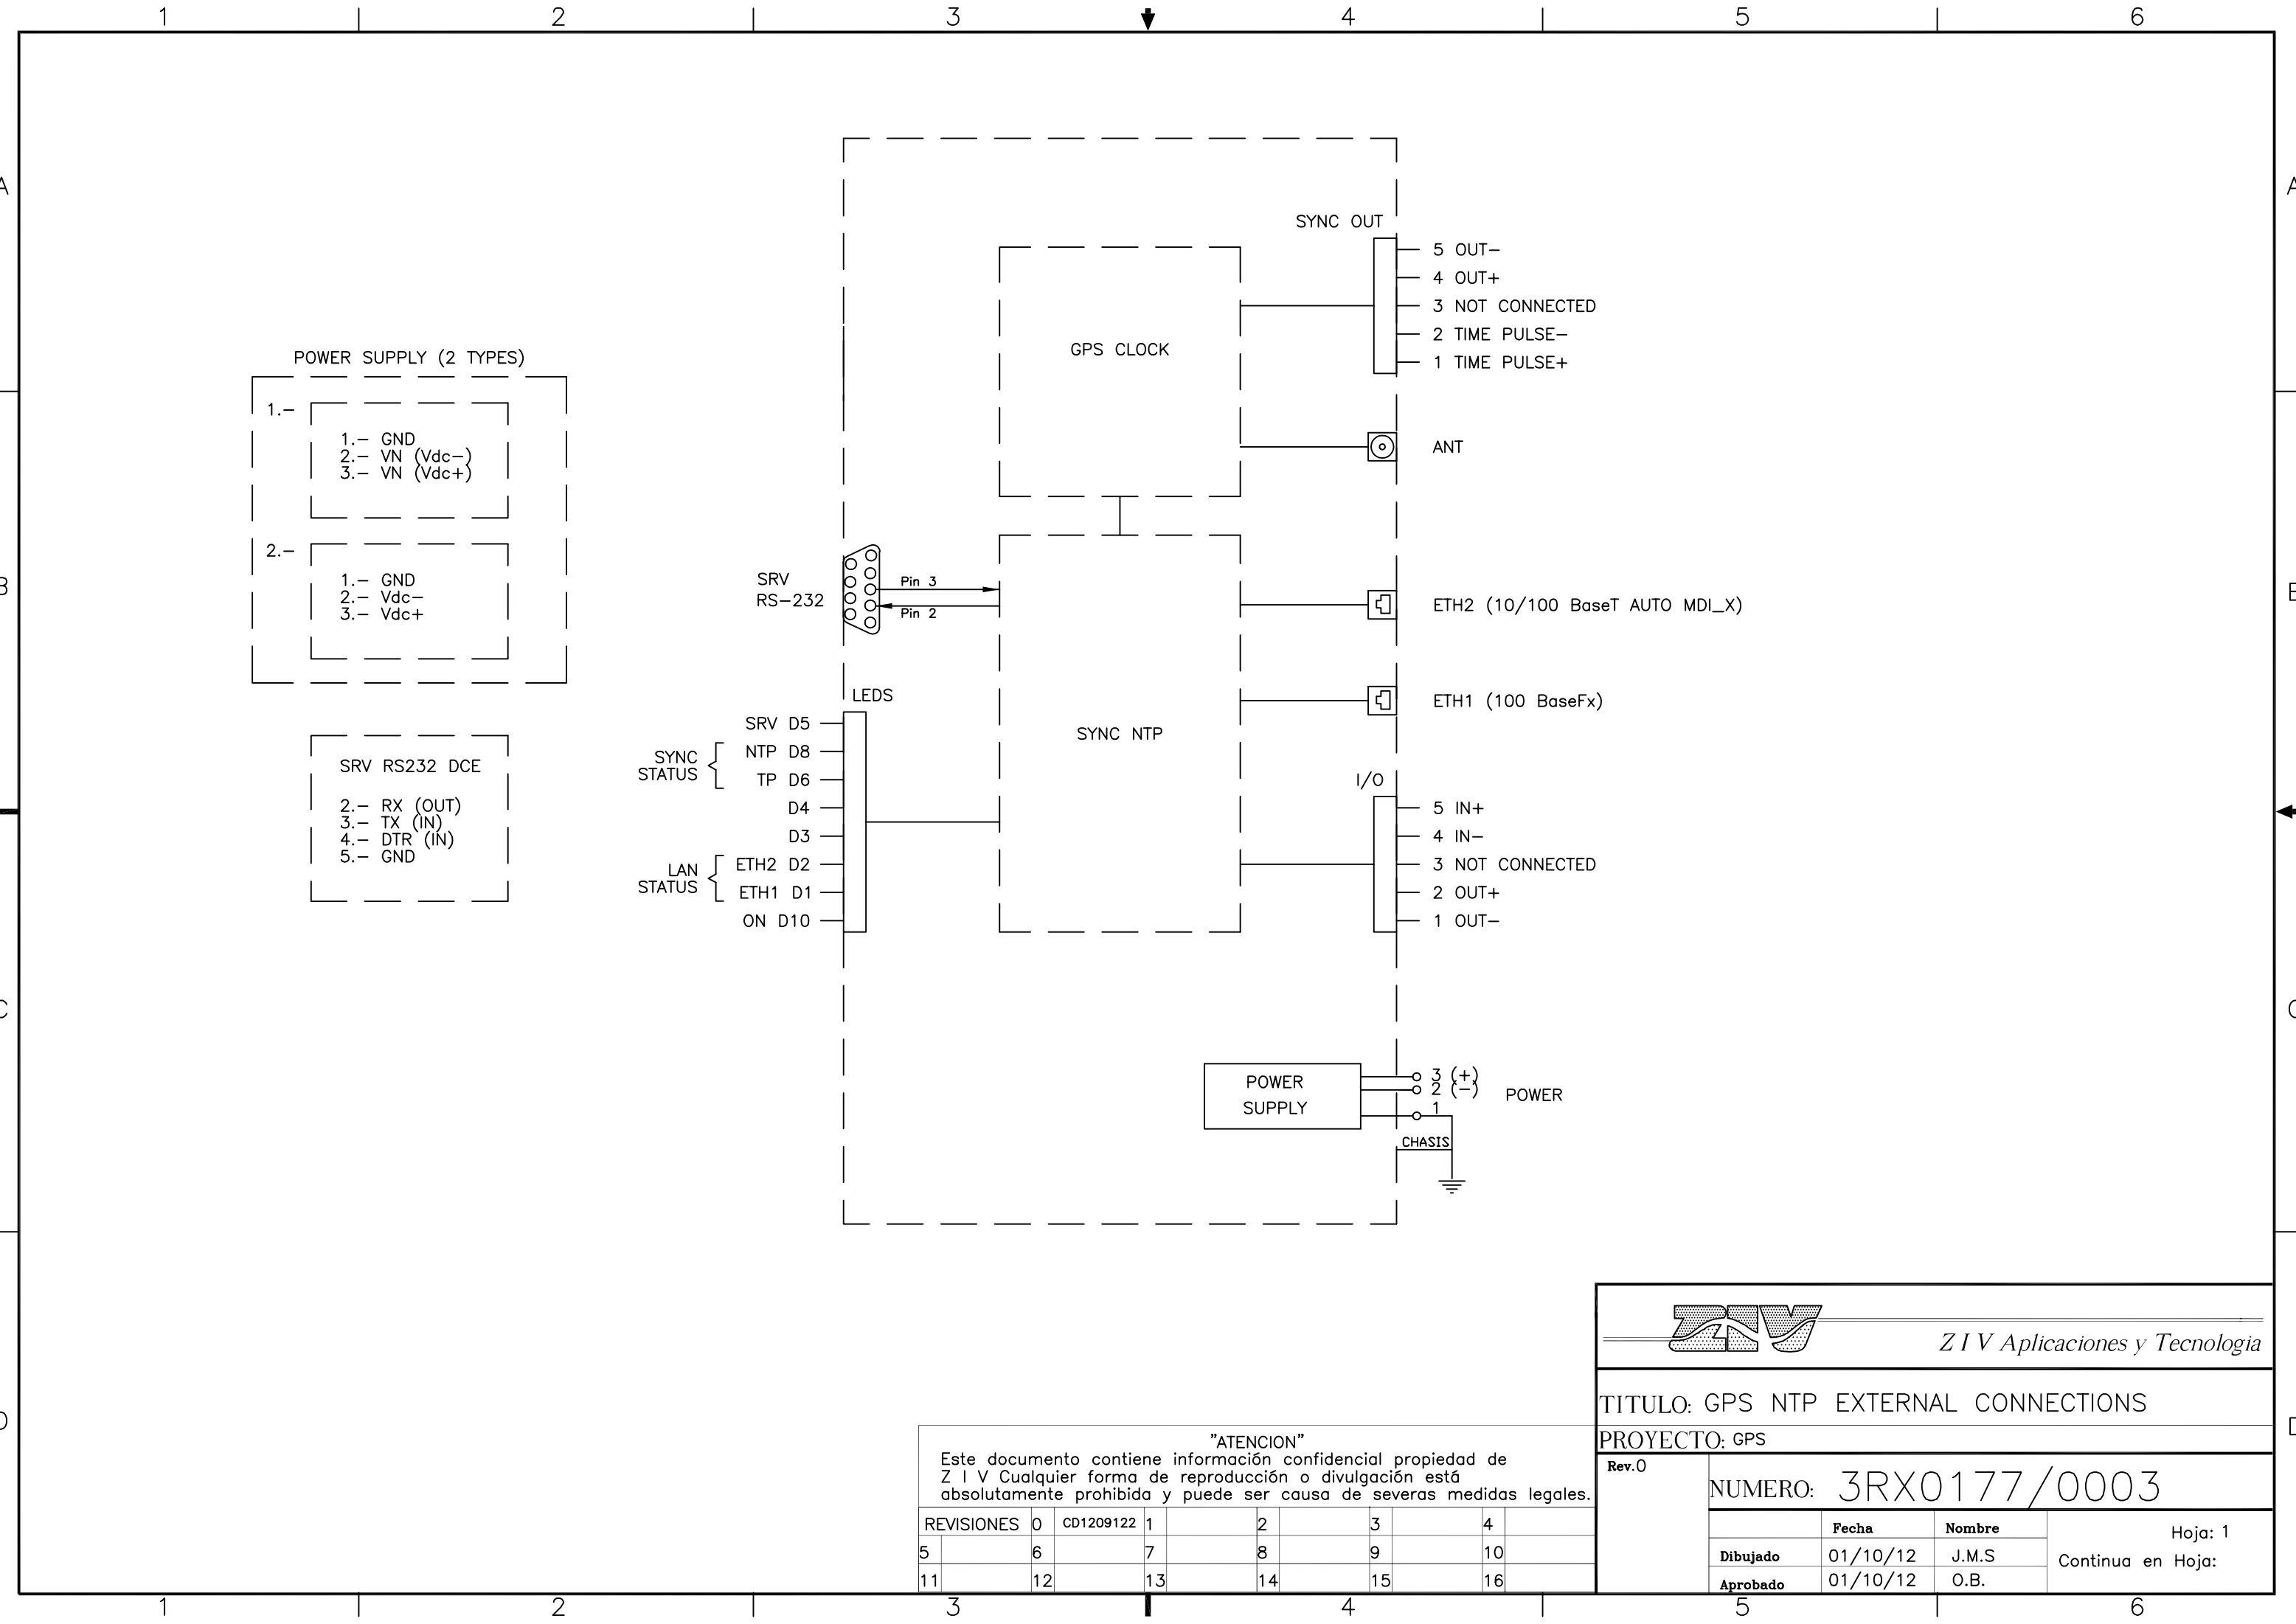 1 2 3 4 5 6
A A
SYNC OUT
5 OUT-
4 OUT+
3 NOT CONNECTED
2 TIME PULSE-
1 TIME PULSE+
GPS CLOCK
ANT
POWER SUPPLY (2 TYPES)
1.-
1.- GND
2.- VN (Vdc-)
3.- VN (Vdc+)
2.-
1.- GND
2.- Vdc-
3.- Vdc+
SRV RS232 DCE
2.- RX (OUT)
3.- TX (IN)
4.- DTR (IN)
5.- GND
B B
SRV
RS-232
Pin 3
Pin 2
ETH2 (10/100 BaseT AUTO MDI_X)
ETH1 (100 BaseFx)
SYNC NTP
LEDS
SRV D5
NTP D8
TP D6
D4
D3
ETH2 D2
ETH1 D1
ON D10
SYNC
STATUS
LAN
STATUS
I/O
5 IN+
4 IN-
3 NOT CONNECTED
2 OUT+
1 OUT-
C C
POWER
SUPPLY
3 (+)
2 (-)
1
POWER
CHASIS
D D
ZIV
Z I V Aplicaciones y Tecnologia
TITULO: GPS NTP EXTERNAL CONNECTIONS
PROYECTO: GPS
Rev.0
NUMERO: 3RX0177/0003
Fecha Nombre
Dibujado 01/10/12 J.M.S
Aprobado 01/10/12 O.B.
Hoja: 1
Continua en Hoja:
"ATENCION"
Este documento contiene información confidencial propiedad de
Z I V Cualquier forma de reproducción o divulgación está
absolutamente prohibida y puede ser causa de severas medidas legales.
REVISIONES 0 CD1209122 1 2 3 4
5 6 7 8 9 10
11 12 13 14 15 16
1 2 3 4 5 6